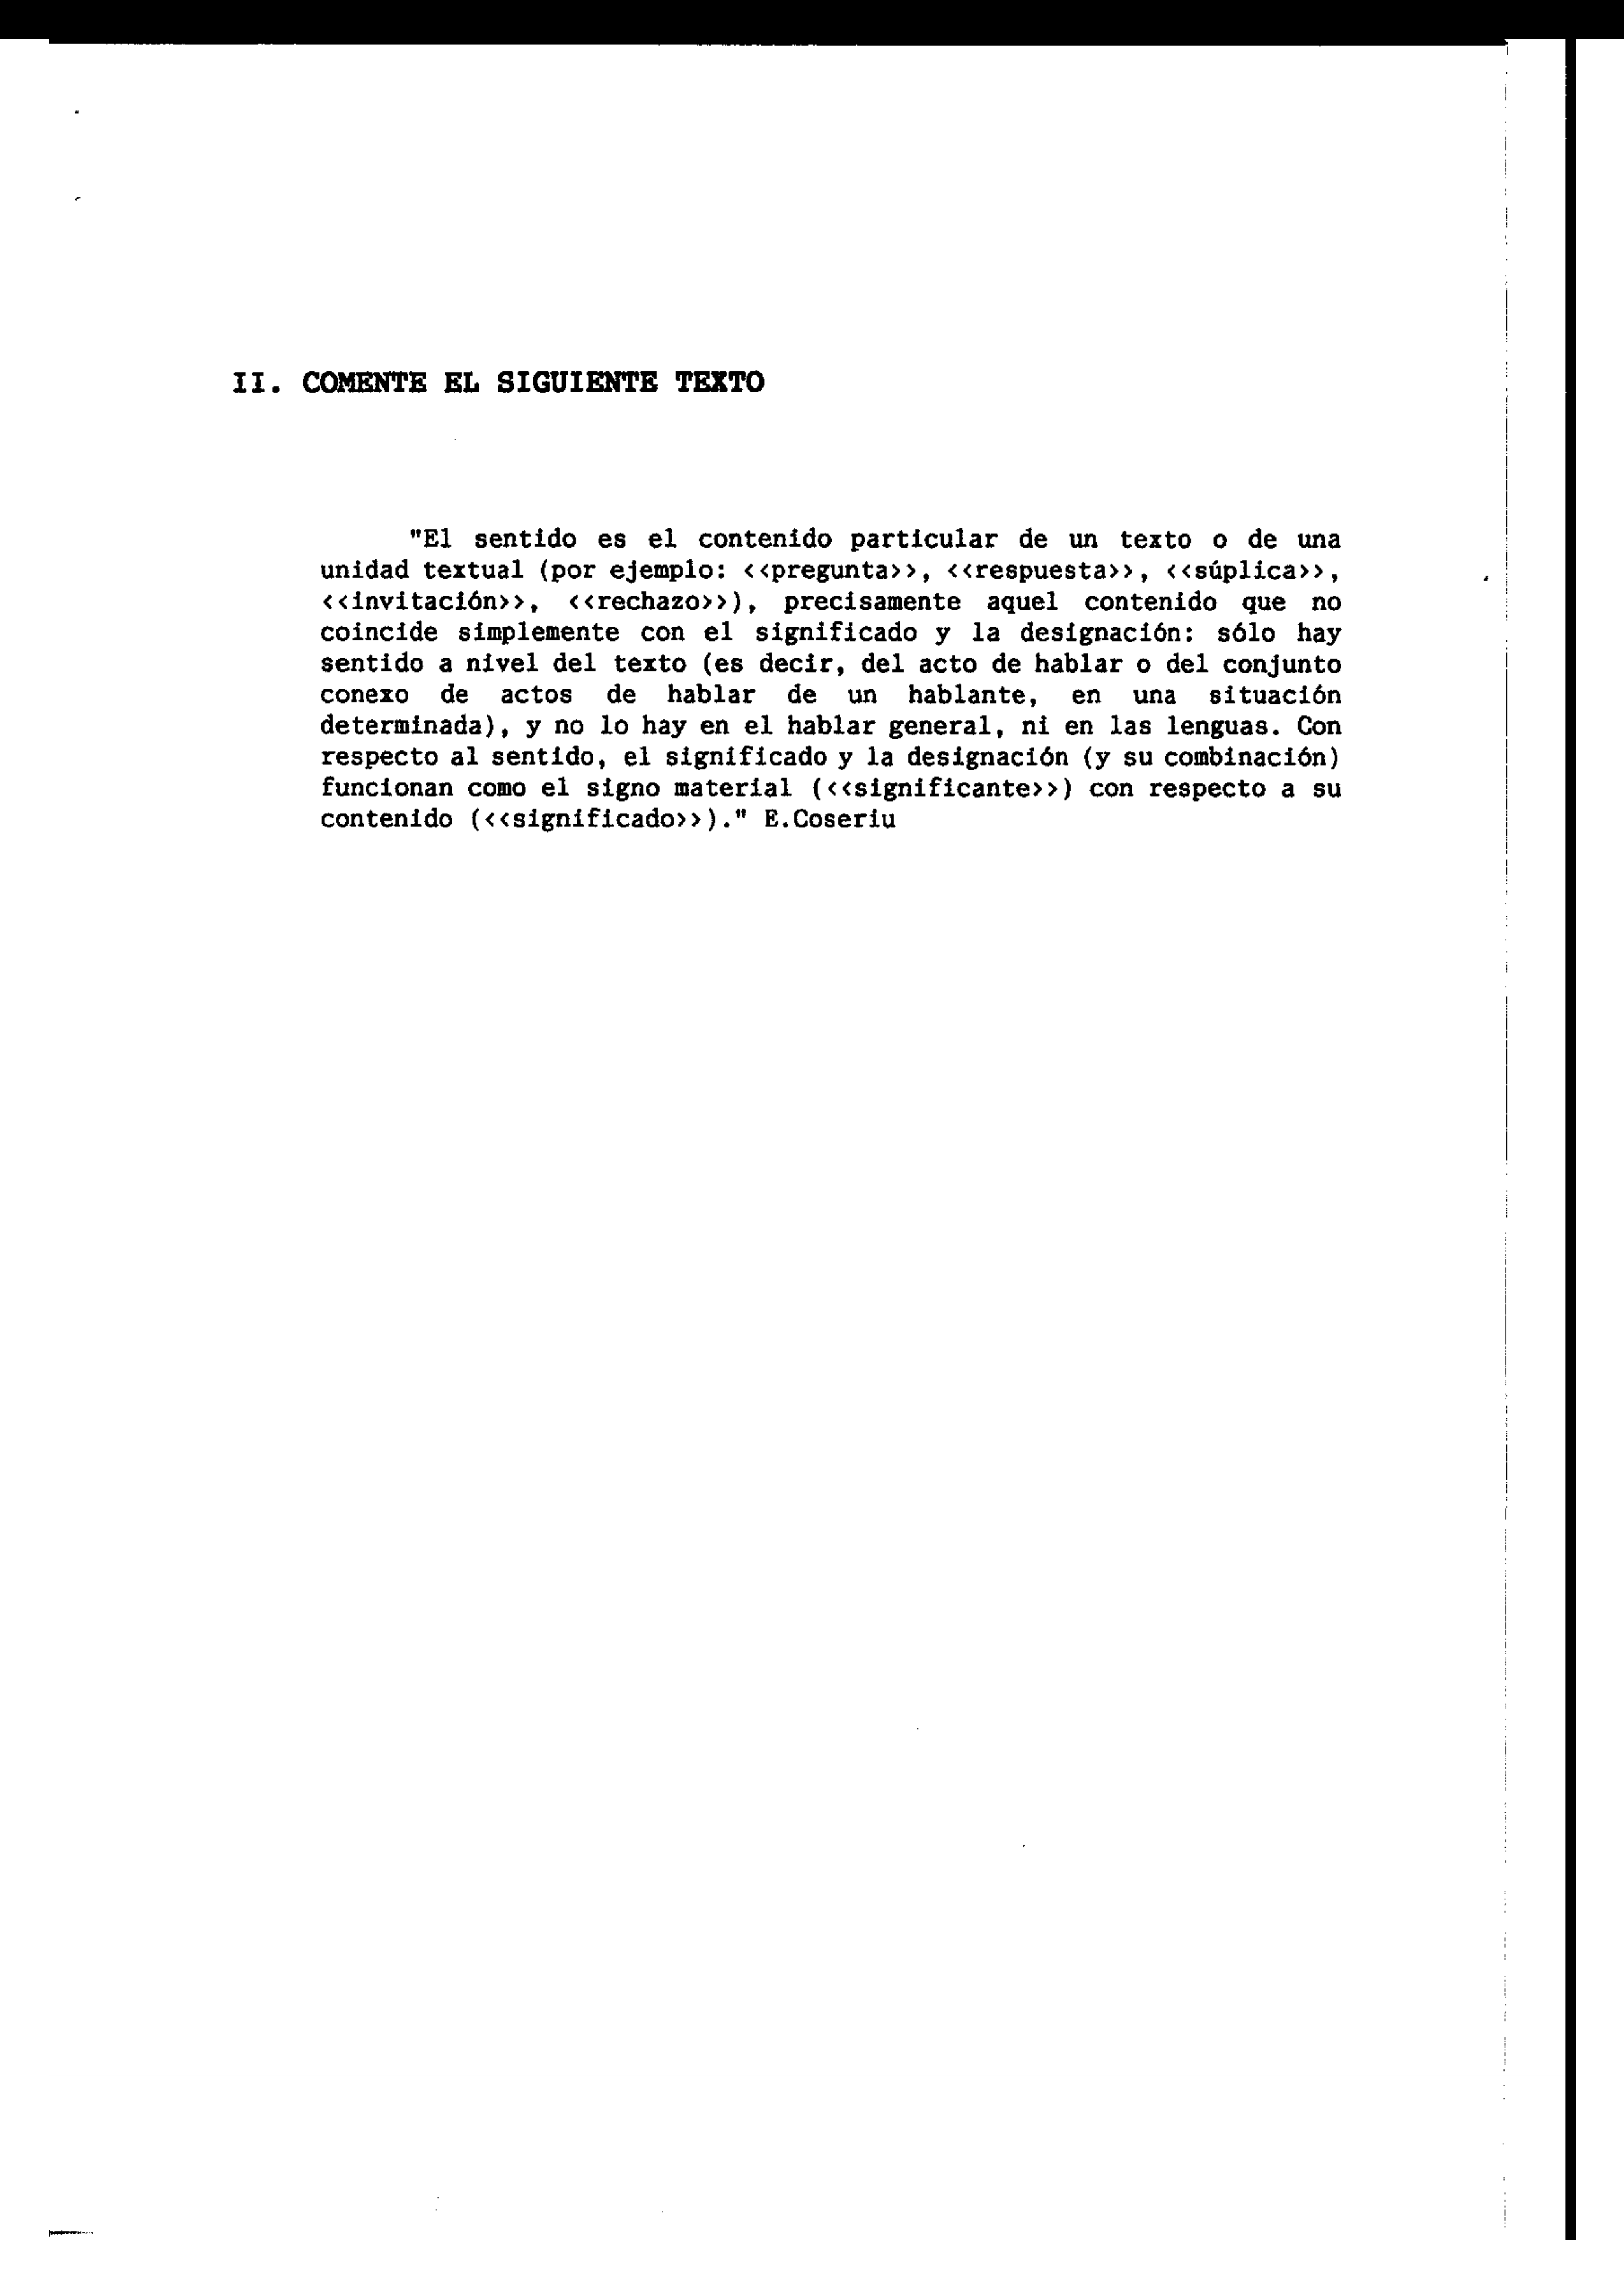 II. COMENTE EL SIGUIENTE TEXTO
"El sentido es el contenido particular de un texto o de una
unidad textual (por ejemplo: <<pregunta>>, <<respuesta>>, <<súplica>>,
<<invitación>>, <<rechazo>>), precisamente aquel contenido que no
coincide simplemente con el significado y la designación: sólo hay
sentido a nivel del texto (es decir, del acto de hablar o del conjunto
conexo de actos de hablar de un hablante, en una situación
determinada), y no lo hay en el hablar general, ni en las lenguas. Con
respecto al sentido, el significado y la designación (y su combinación)
funcionan como el signo material (<<significante>>) con respecto a su
contenido (<<significado>>)." E.Coseriu